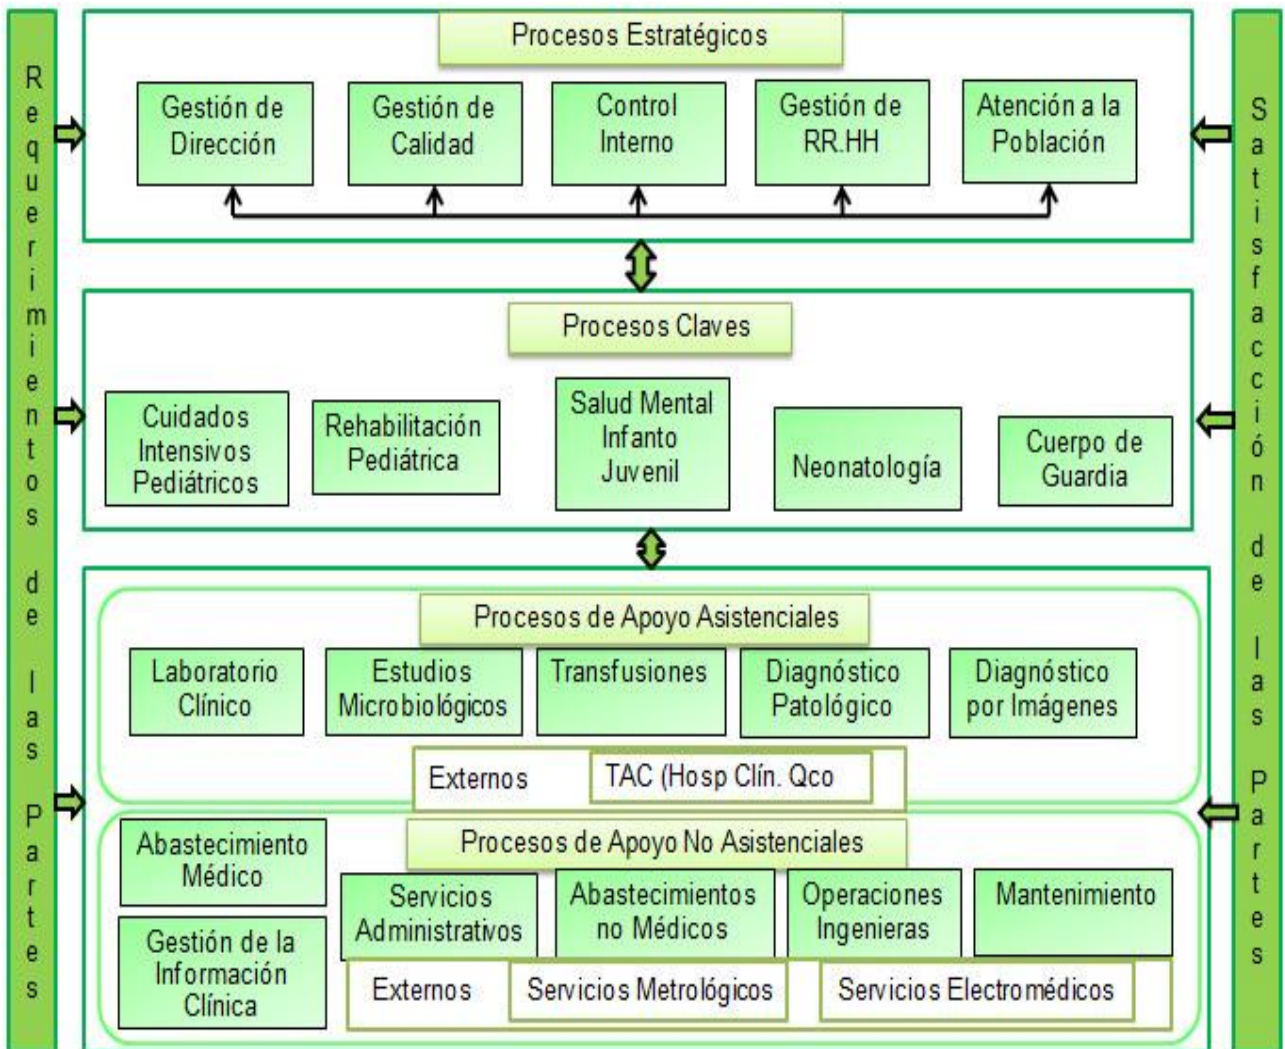 Requerimientos de las Partes
Procesos Estratégicos
Gestión de
Dirección
Gestión de
Calidad
Control
Interno
Gestión de
RR.HH
Atención a la
Población
Procesos Claves
Cuidados
Intensivos
Pediátricos
Rehabilitación
Pediátrica
Salud Mental
Infanto
Juvenil
Neonatología
Cuerpo de
Guardia
Procesos de Apoyo Asistenciales
Laboratorio
Clínico
Estudios
Microbiológicos
Transfusiones
Diagnóstico
Patológico
Diagnóstico
por Imágenes
Externos
TAC (Hosp Clín. Qco
Procesos de Apoyo No Asistenciales
Abastecimiento
Médico
Gestión de la
Información
Clínica
Servicios
Administrativos
Abastecimientos
no Médicos
Operaciones
Ingenieras
Mantenimiento
Externos
Servicios Metrológicos
Servicios Electromédicos
Satisfacción de las Partes